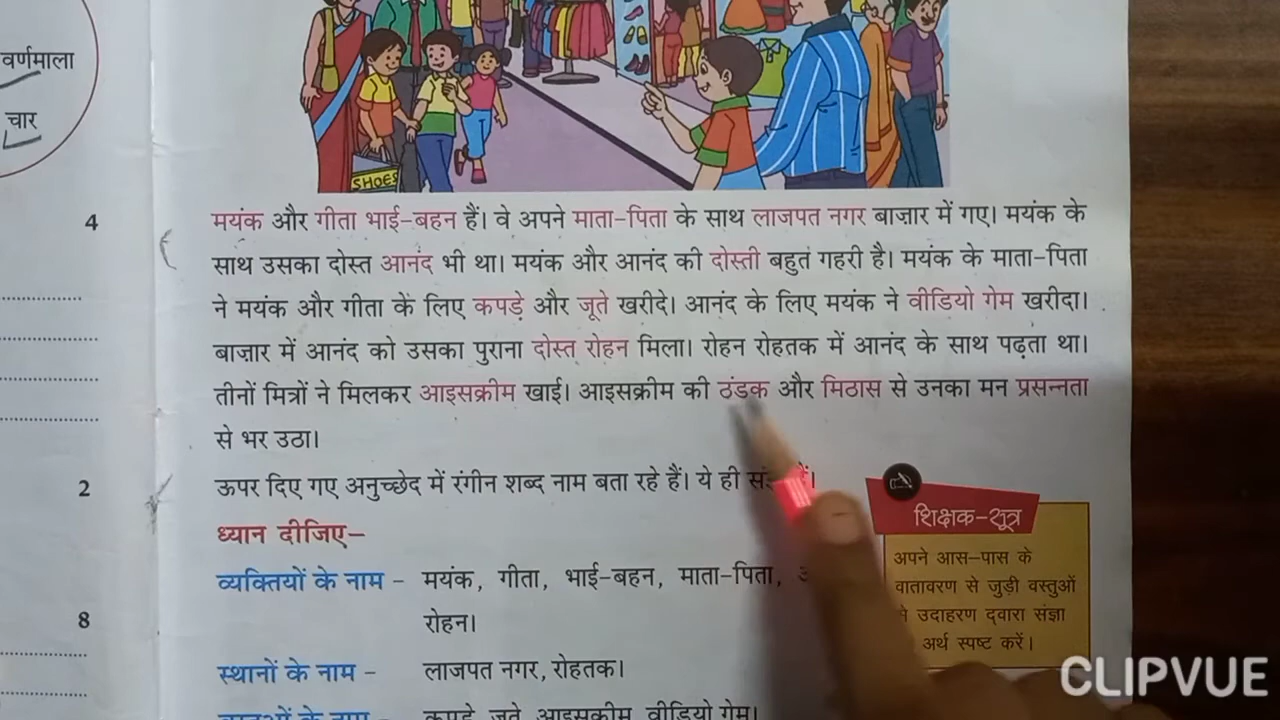 वर्णमाला
चार
SHOES
4
मयंक और गीता भाई-बहन हैं। वे अपने माता-पिता के साथ लाजपत नगर बाज़ार में गए। मयंक के
साथ उसका दोस्त आनंद भी था। मयंक और आनंद की दोस्ती बहुत गहरी है। मयंक के माता-पिता
ने मयंक और गीता के लिए कपड़े और जूते खरीदे। आनंद के लिए मयंक ने वीडियो गेम खरीदा।
बाज़ार में आनंद को उसका पुराना दोस्त रोहन मिला। रोहन रोहतक में आनंद के साथ पढ़ता था।
तीनों मित्रों ने मिलकर आइसक्रीम खाई। आइसक्रीम की ठंडक और मिठास से उनका मन प्रसन्नता
से भर उठा।
2
ऊपर दिए गए अनुच्छेद में रंगीन शब्द नाम बता रहे हैं। ये ही
शिक्षक-सूत्र
ध्यान दीजिए-
अपने आस-पास के
वातावरण से जुड़ी वस्तुओं
उदाहरण द्वारा संज्ञा
अर्थ स्पष्ट करें।
व्यक्तियों के नाम - मयंक, गीता, भाई-बहन, माता-पिता,
रोहन।
8
स्थानों के नाम - लाजपत नगर, रोहतक।
वस्तुओं के नाम - कपड़े, जूते, आइसक्रीम, वीडियो गेम।
CLIPVUE